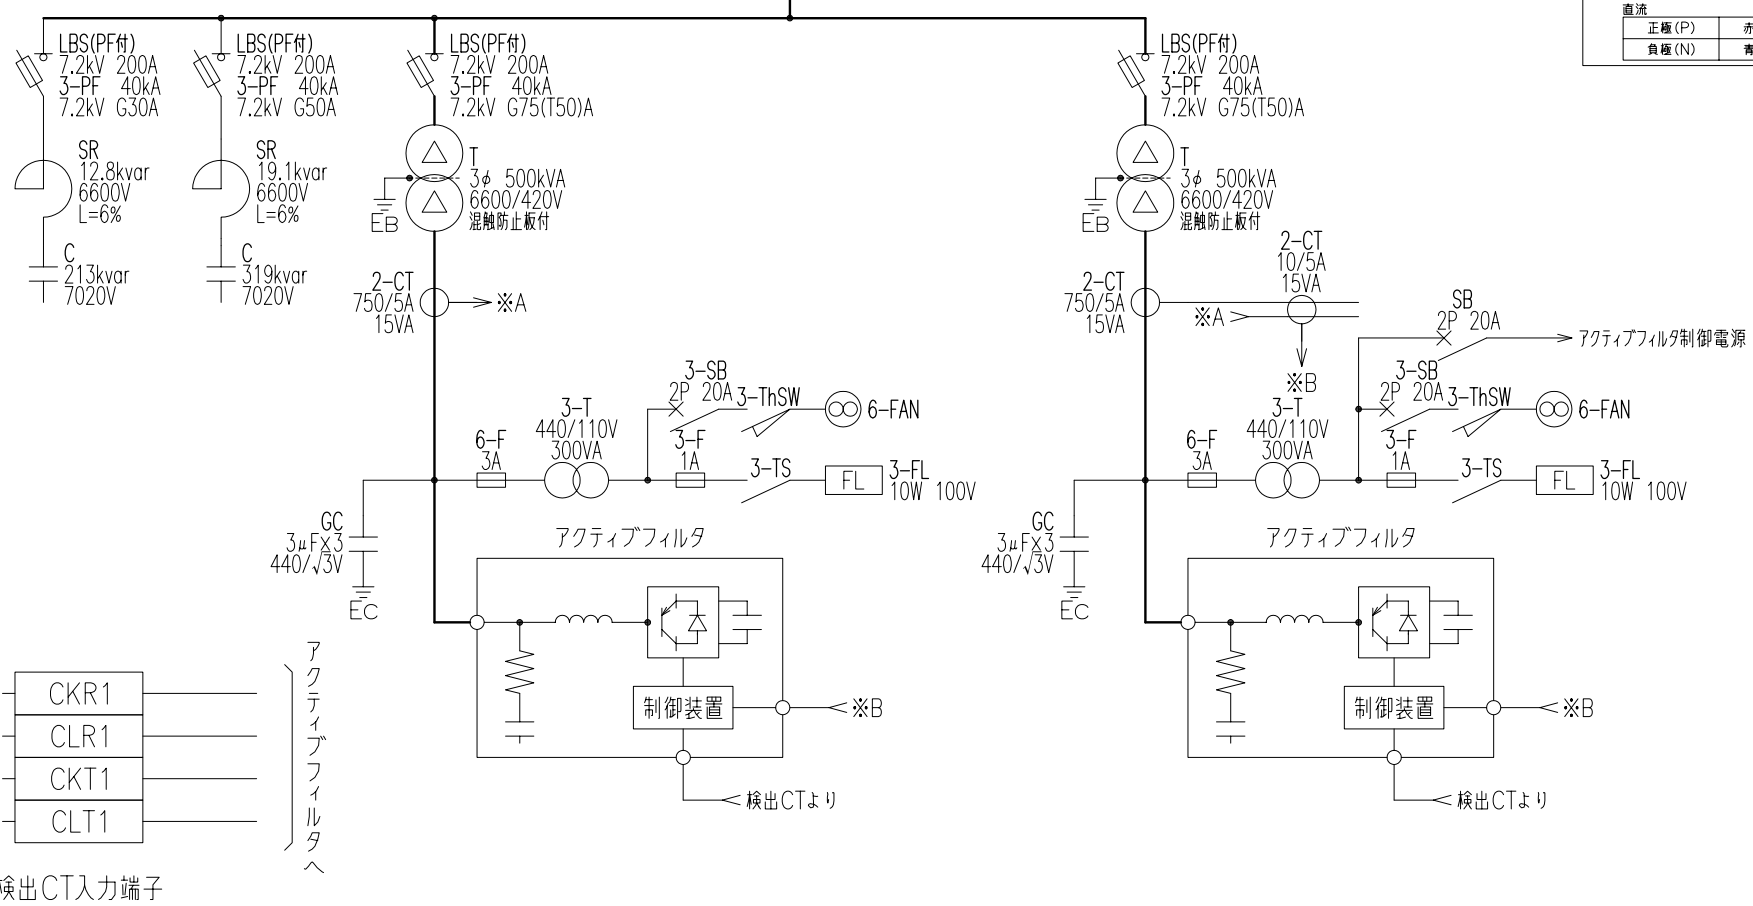 直流
正極(P)
負極(N)
LBS(PF付)
7.2kV 200A
3-PF 40kA
7.2kV G30A
SR
12.8kvar
6600V
L=6%
C
213kvar
7020V
LBS(PF付)
7.2kV 200A
3-PF 40kA
7.2kV G50A
SR
19.1kvar
6600V
L=6%
C
319kvar
7020V
LBS(PF付)
7.2kV 200A
3-PF 40kA
7.2kV G75(T50)A
T
3φ 500kVA
6600/420V
混触防止板付
EB
2-CT
750/5A
15VA
※A
3-SB
2P 20A
3-ThSW
6-FAN
3-T
440/110V
300VA
6-F
3A
3-F
1A
3-TS
FL
3-FL
10W 100V
GC
3μF×3
440/√3V
EC
アクティブフィルタ
制御装置
※B
検出CTより
LBS(PF付)
7.2kV 200A
3-PF 40kA
7.2kV G75(T50)A
T
3φ 500kVA
6600/420V
混触防止板付
EB
2-CT
750/5A
15VA
2-CT
10/5A
15VA
※A
※B
SB
2P 20A
アクティブフィルタ制御電源
3-SB
2P 20A
3-ThSW
6-FAN
3-T
440/110V
300VA
6-F
3A
3-F
1A
3-TS
FL
3-FL
10W 100V
GC
3μF×3
440/√3V
EC
アクティブフィルタ
制御装置
※B
検出CTより
CKR1
CLR1
CKT1
CLT1
アクティブフィルタへ
検出CT入力端子